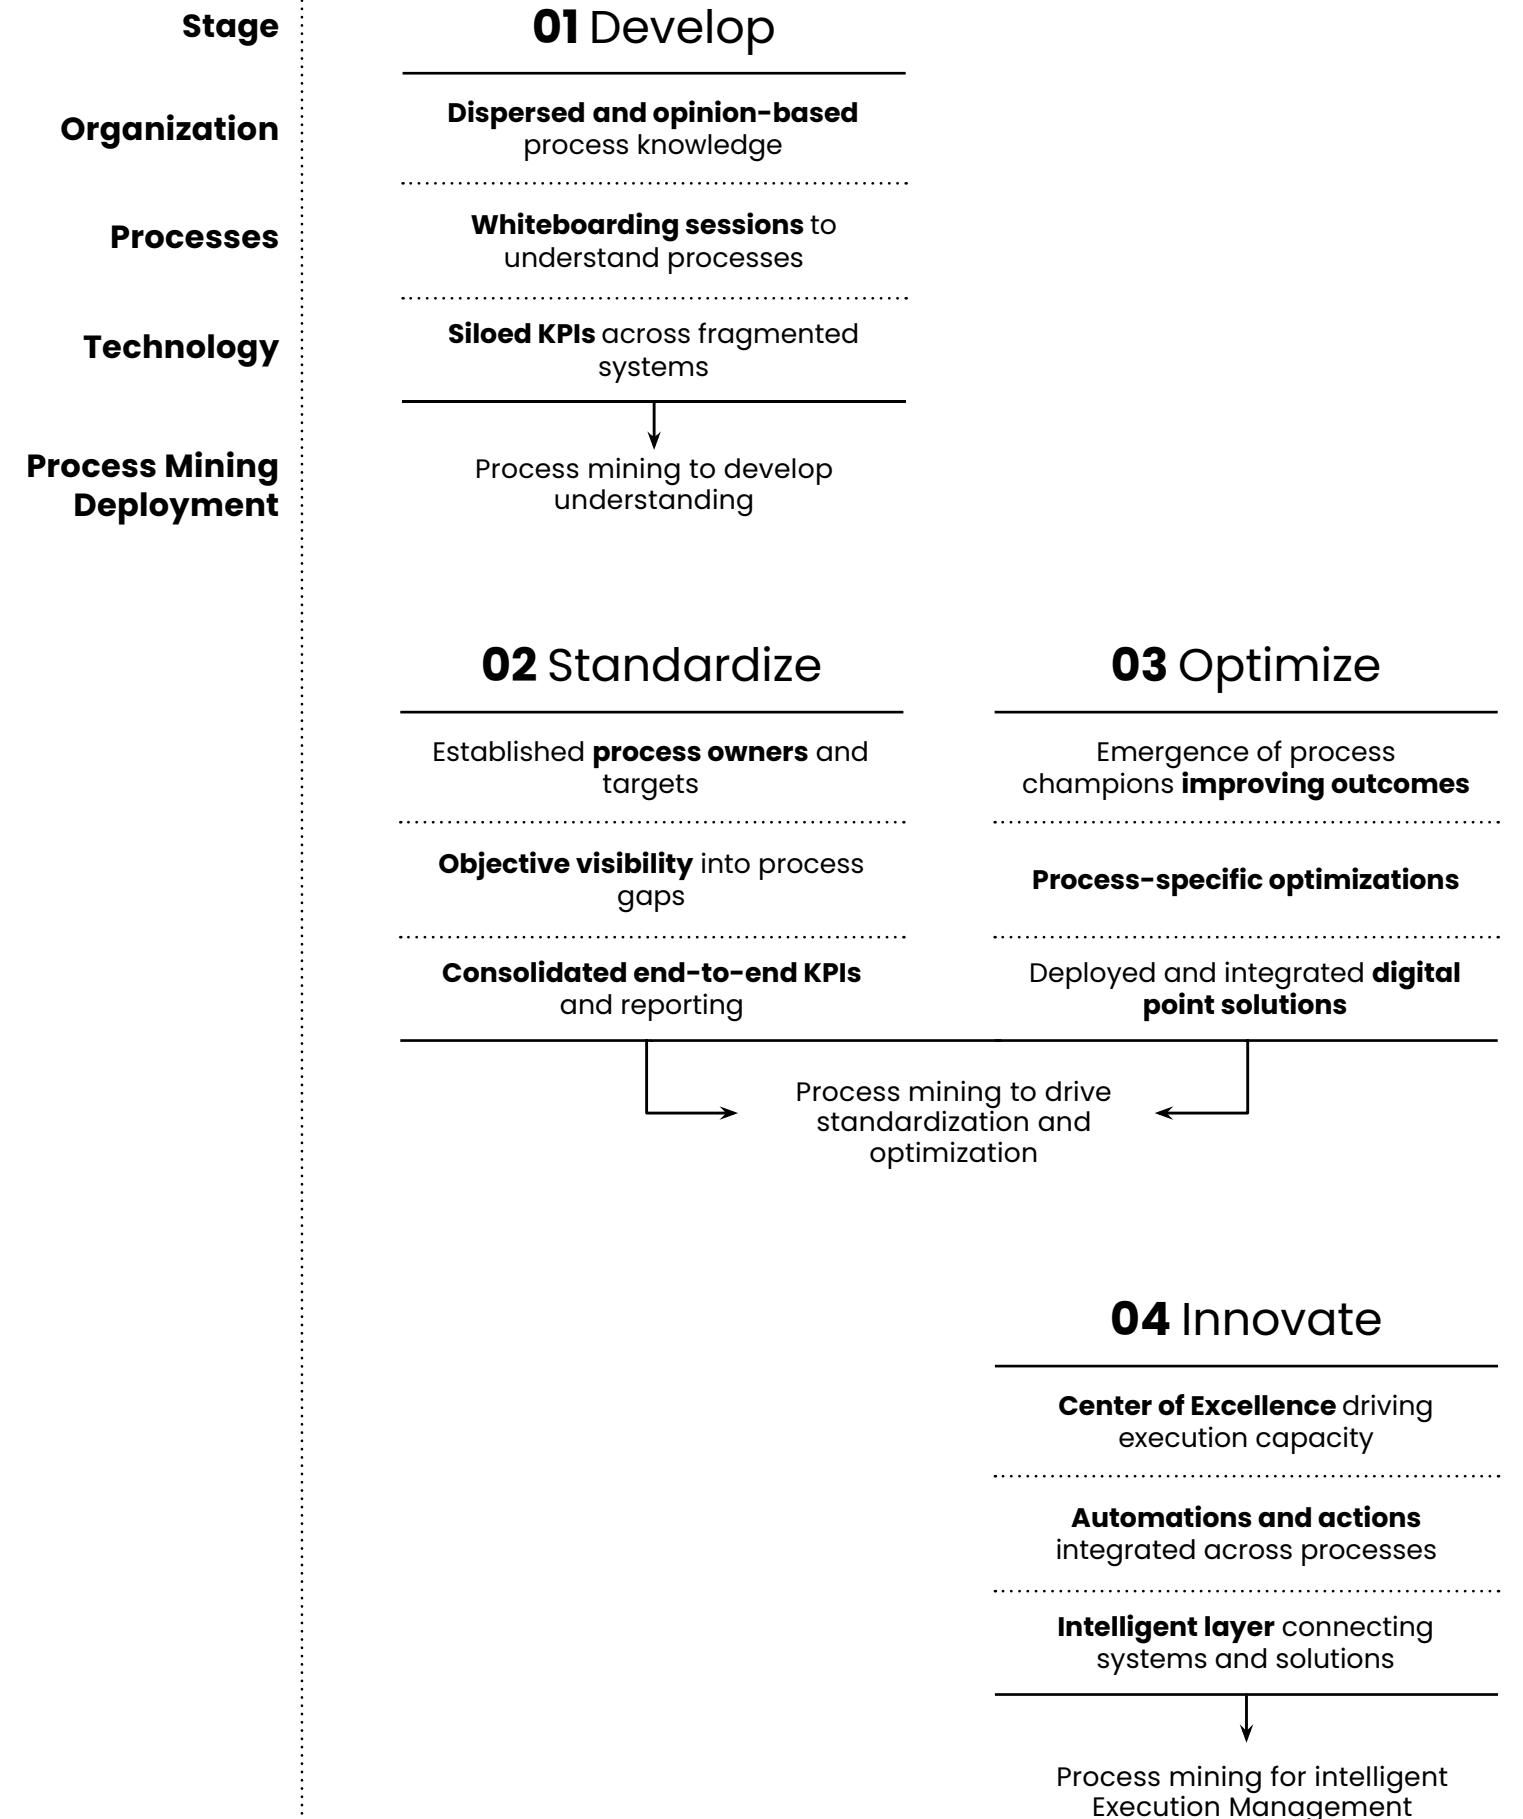 Stage
01 Develop
Organization
Dispersed and opinion-based
process knowledge
Processes
Whiteboarding sessions to
understand processes
Technology
Siloed KPIs across fragmented
systems
Process Mining
Deployment
Process mining to develop
understanding
02 Standardize
Established process owners and
targets
Objective visibility into process
gaps
Consolidated end-to-end KPIs
and reporting
03 Optimize
Emergence of process
champions improving outcomes
Process-specific optimizations
Deployed and integrated digital
point solutions
Process mining to drive
standardization and
optimization
04 Innovate
Center of Excellence driving
execution capacity
Automations and actions
integrated across processes
Intelligent layer connecting
systems and solutions
Process mining for intelligent
Execution Management